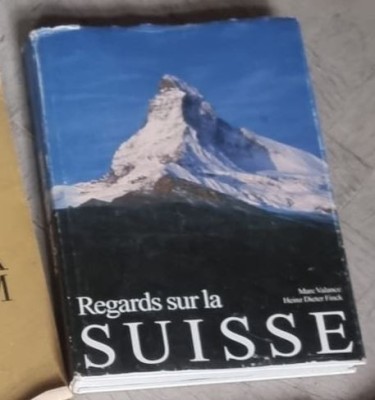 Marc Valance
Heinz Dieter Finck
Regards sur la
SUISSE
M